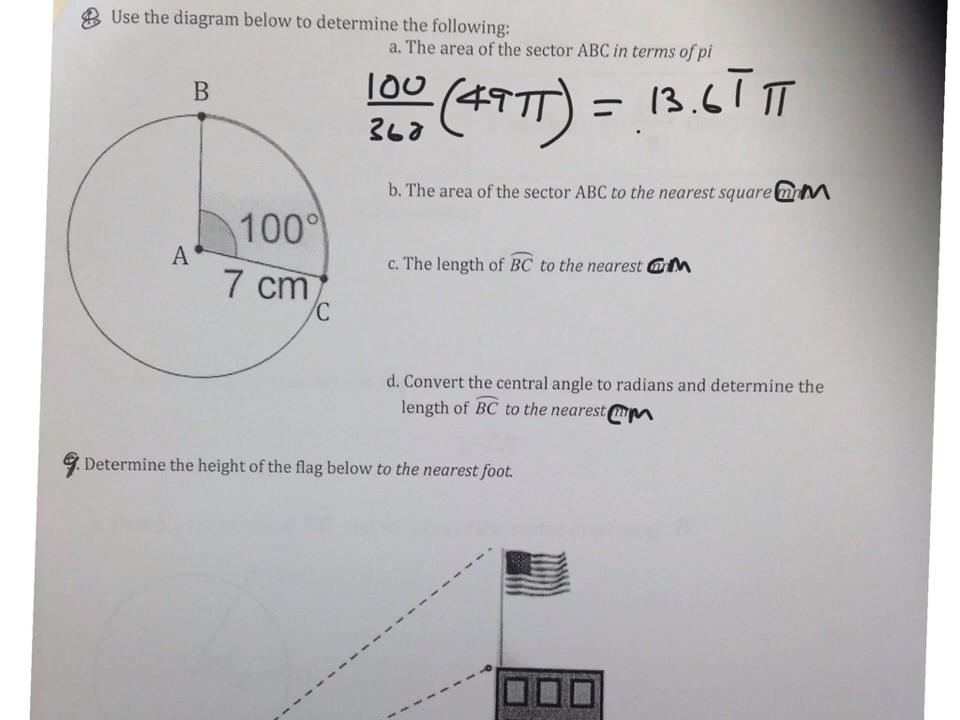 8. Use the diagram below to determine the following:
a. The area of the sector ABC in terms of pi
100/360 (49π) = 13.61̅ π
B
b. The area of the sector ABC to the nearest square cm
100°
A
7 cm
C
c. The length of BC to the nearest cm
d. Convert the central angle to radians and determine the
length of BC to the nearest cm
9. Determine the height of the flag below to the nearest foot.